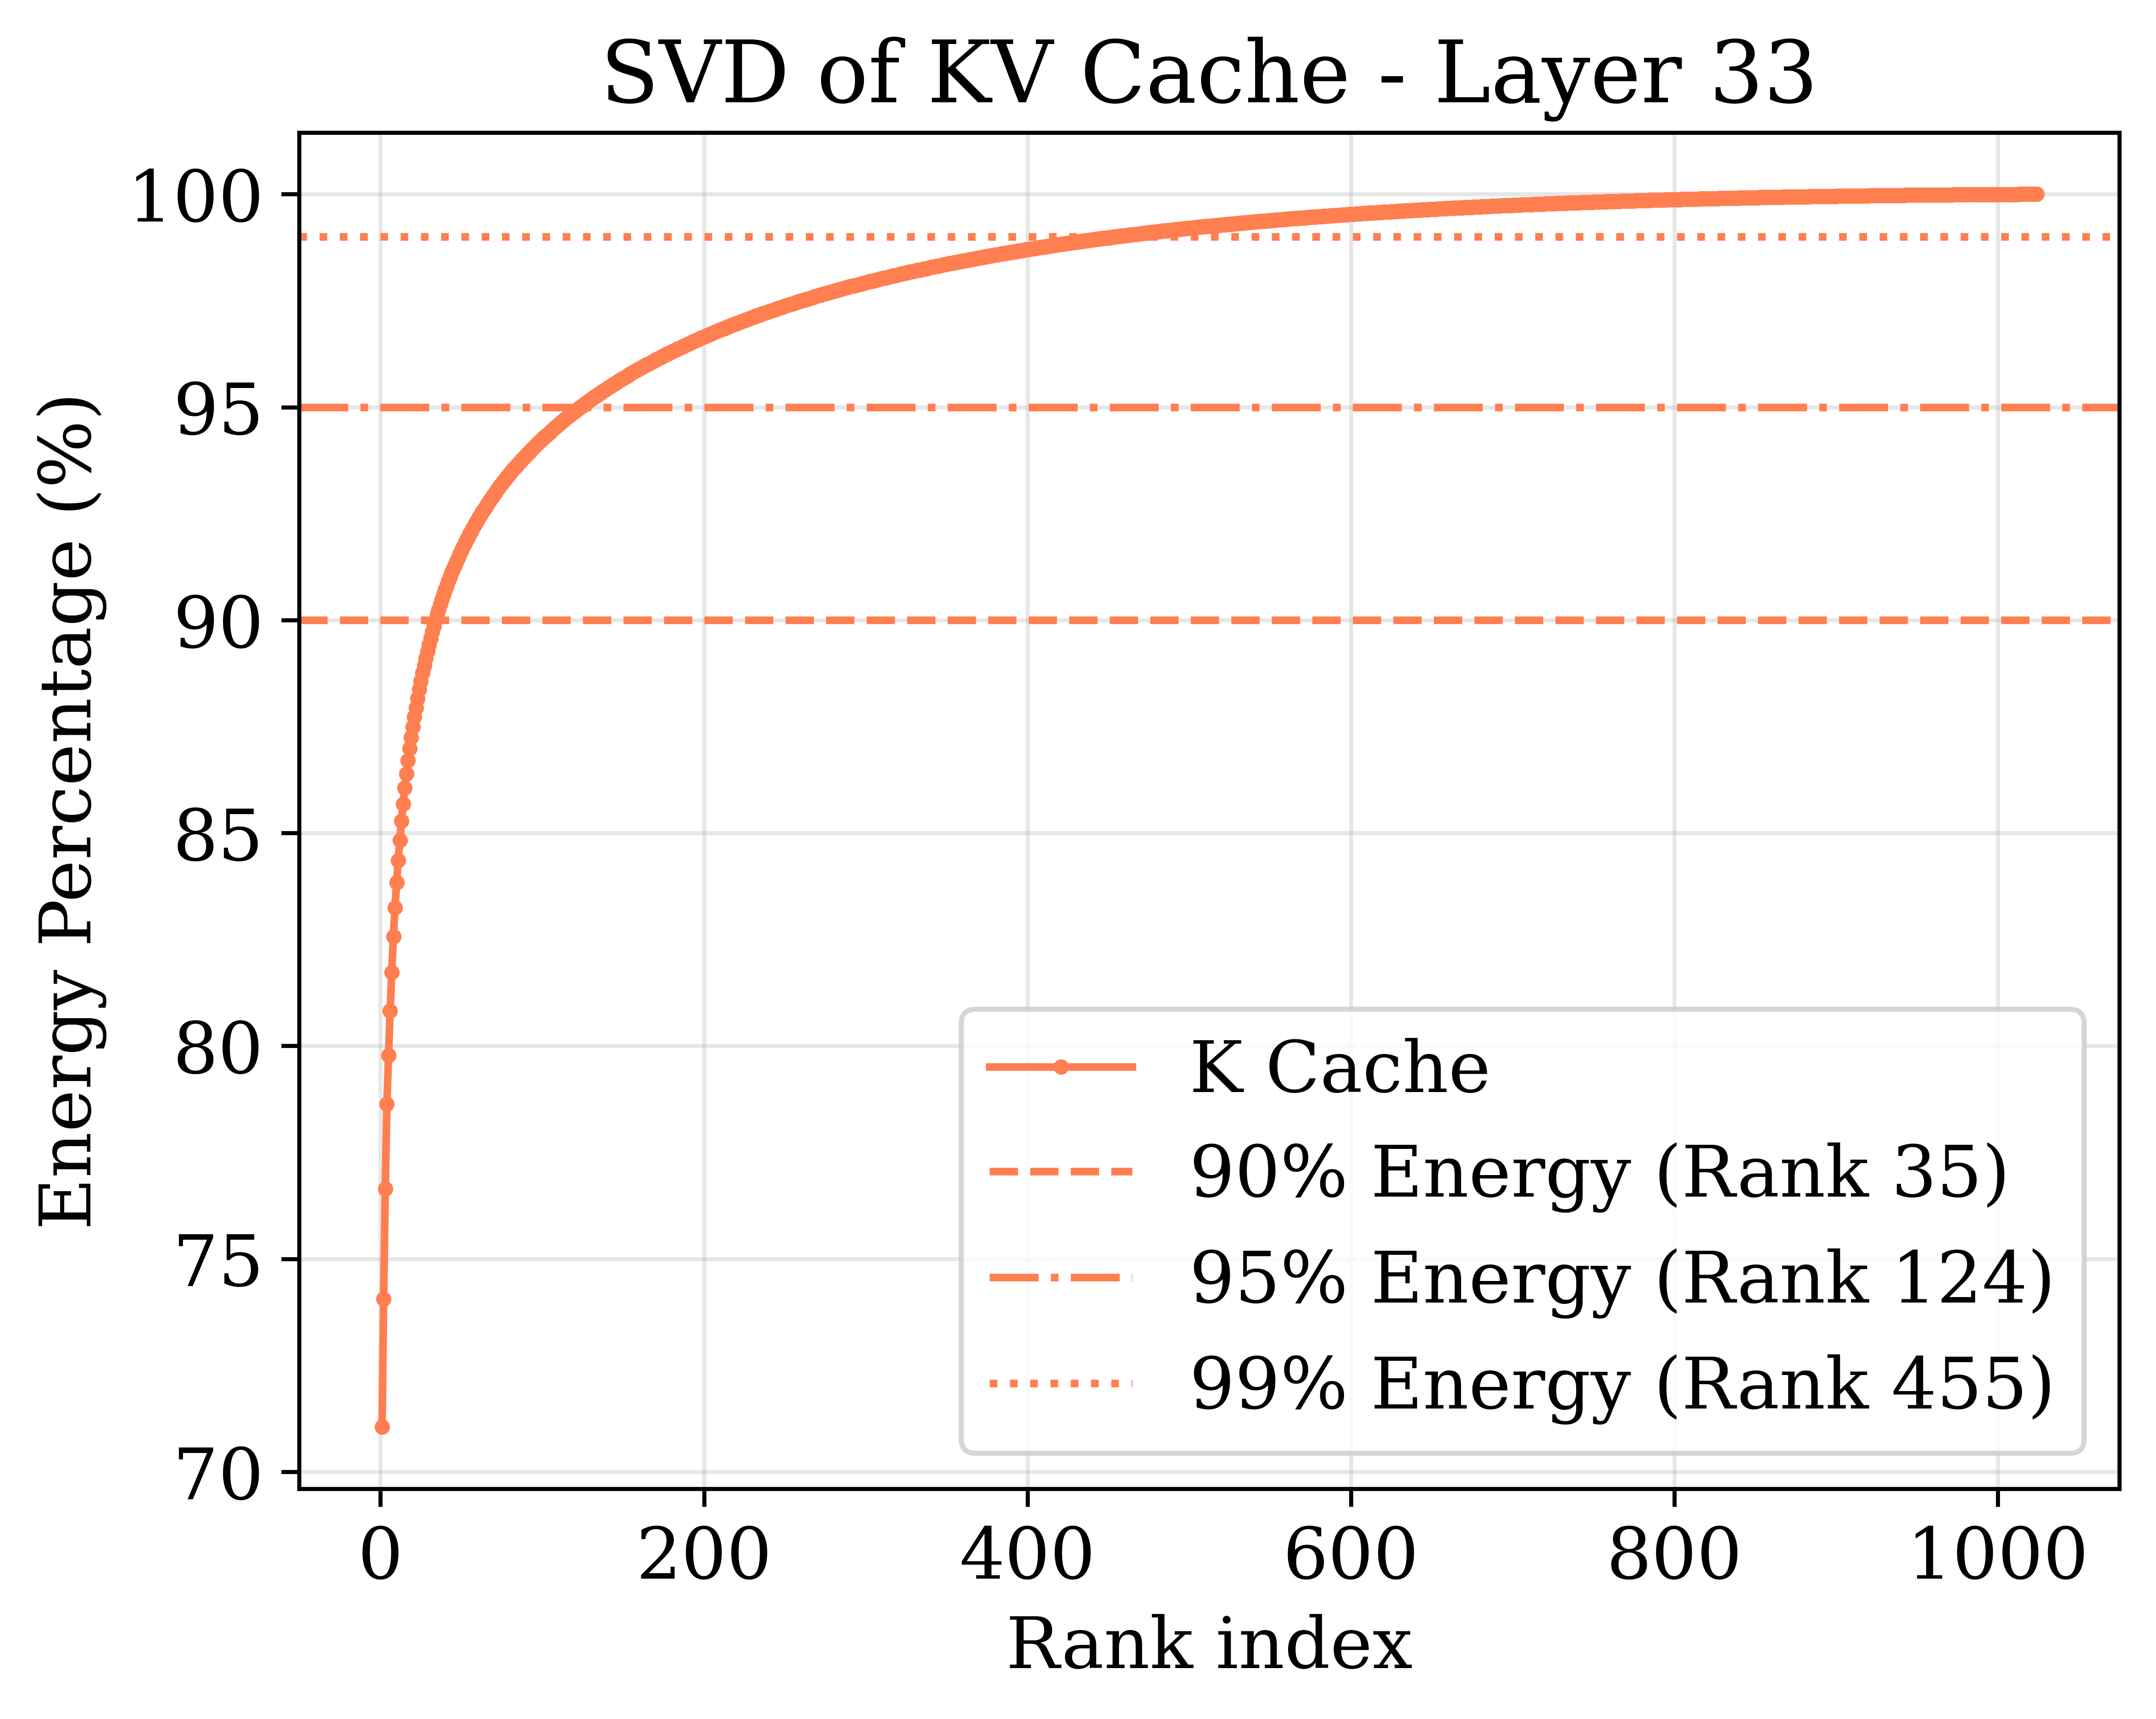 SVD of KV Cache - Layer 33
Energy Percentage (%)
100
95
90
85
80
75
70
K Cache
90% Energy (Rank 35)
95% Energy (Rank 124)
99% Energy (Rank 455)
0 200 400 600 800 1000
Rank index